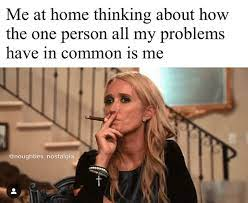 Me at home thinking about how
the one person all my problems
have in common is me
@noughties_nostalgia